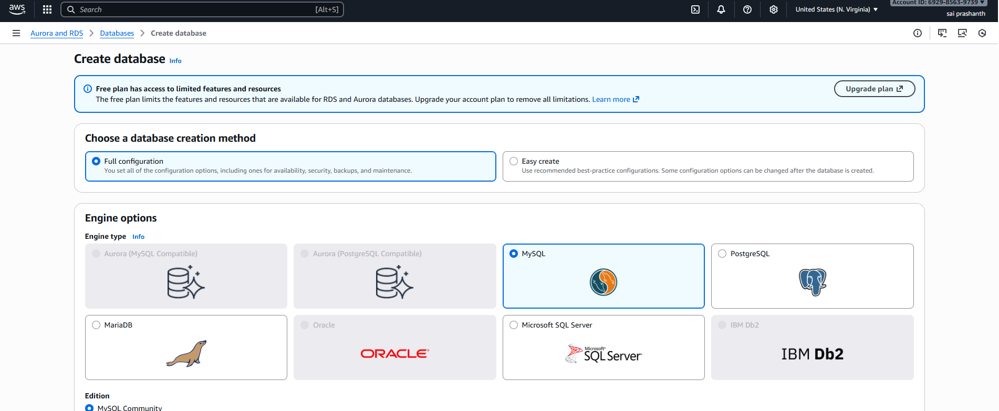 aws
Search
[Alt+S]
United States (N. Virginia)
Account ID: 6929-8563-9739
sai prashanth
Aurora and RDS
Databases
Create database
Create database Info
Free plan has access to limited features and resources
The free plan limits the features and resources that are available for RDS and Aurora databases. Upgrade your account plan to remove all limitations. Learn more
Upgrade plan
Choose a database creation method
Full configuration
You set all of the configuration options, including ones for availability, security, backups, and maintenance.
Easy create
Use recommended best-practice configurations. Some configuration options can be changed after the database is created.
Engine options
Engine type Info
Aurora (MySQL Compatible)
Aurora (PostgreSQL Compatible)
MySQL
PostgreSQL
MariaDB
Oracle
ORACLE
Microsoft SQL Server
Microsoft
SQL Server
IBM Db2
IBM Db2
Edition
MySQL Community